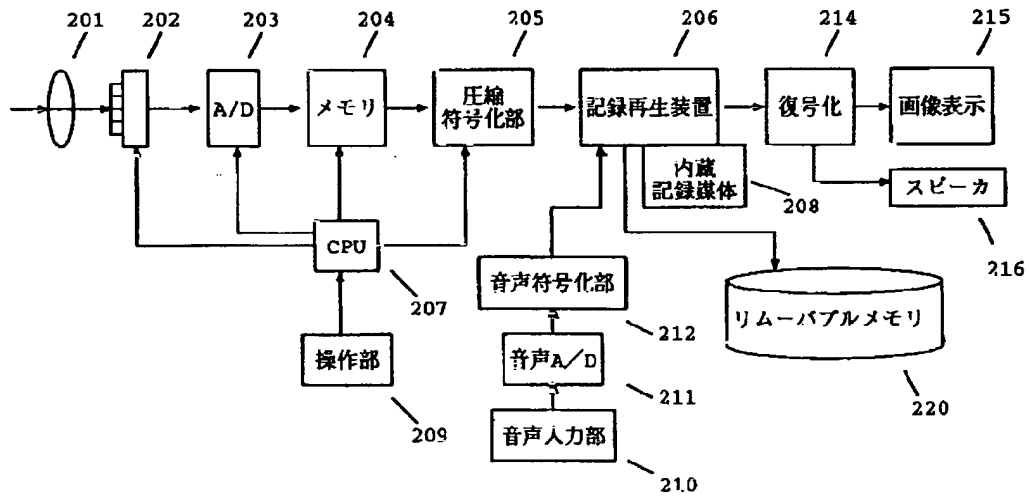 201
202
203
204
205
206
214
215
A/D
メモリ
圧縮
符号化部
記録再生装置
復号化
画像表示
内蔵
記録媒体
208
スピーカ
216
CPU
207
音声符号化部
212
リムーバブルメモリ
220
操作部
209
音声A/D
211
音声入力部
210